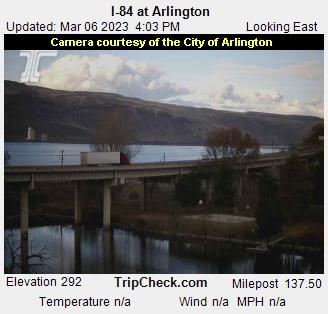 I-84 at Arlington
Updated: Mar 06 2023 4:03 PM Looking East
Camera courtesy of the City of Arlington
Elevation 292 TripCheck.com Milepost 137.50
Temperature n/a Wind n/a MPH n/a